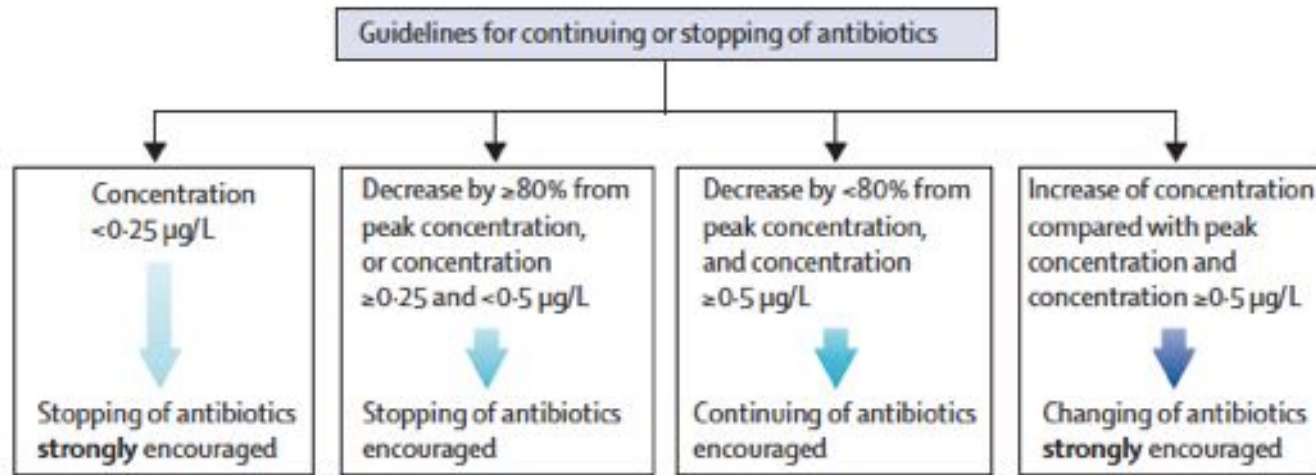 Guidelines for continuing or stopping of antibiotics
Concentration
<0·25 µg/L
Stopping of antibiotics
strongly encouraged
Decrease by ≥80% from
peak concentration,
or concentration
≥0·25 and <0·5 µg/L
Stopping of antibiotics
encouraged
Decrease by <80% from
peak concentration,
and concentration
≥0·5 µg/L
Continuing of antibiotics
encouraged
Increase of concentration
compared with peak
concentration and
concentration ≥0·5 µg/L
Changing of antibiotics
strongly encouraged